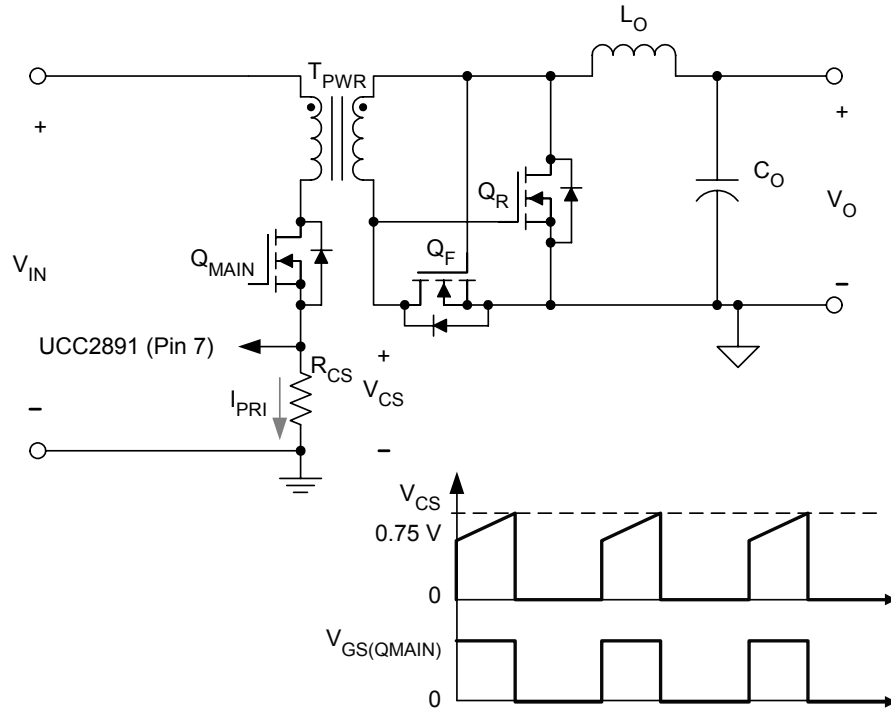 L_O
T_PWR
+
+
Q_R
C_O
V_O
Q_F
Q_MAIN
V_IN
−
UCC2891 (Pin 7)
R_CS
+
V_CS
I_PRI
−
−
V_CS
0.75 V
0
V_GS(QMAIN)
0